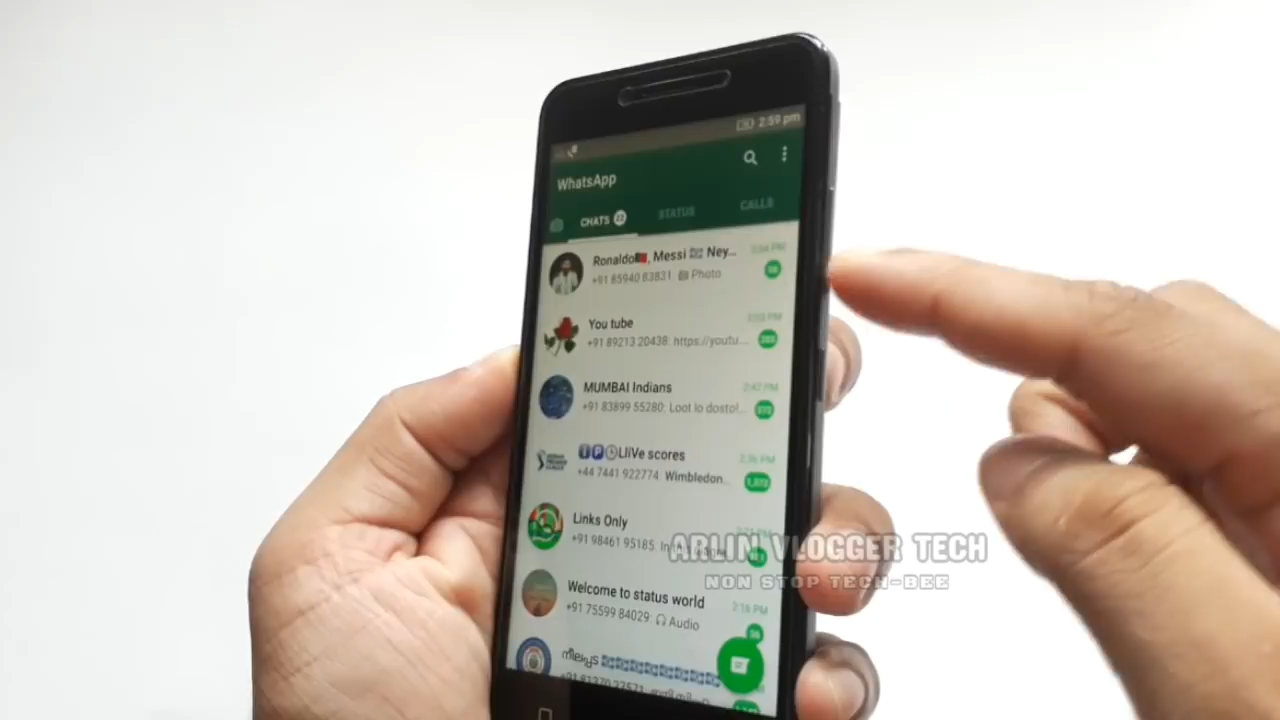 2:59 pm
WhatsApp
CHATS 23 STATUS CALLS
Ronaldo, Messi Ney...
+91 85940 83831 Photo
You tube
+91 89213 20438: https://youtu...
MUMBAI Indians 2:47 PM
+91 83899 55280: Loot lo dosto!...
LIiVe scores
+44 7441 922774: Wimbledon...
Links Only
+91 98461 95185:
ARLIN VLOGGER TECH
NON STOP TECH-BEE
Welcome to status world 2:16 PM
+91 75599 84029: Audio